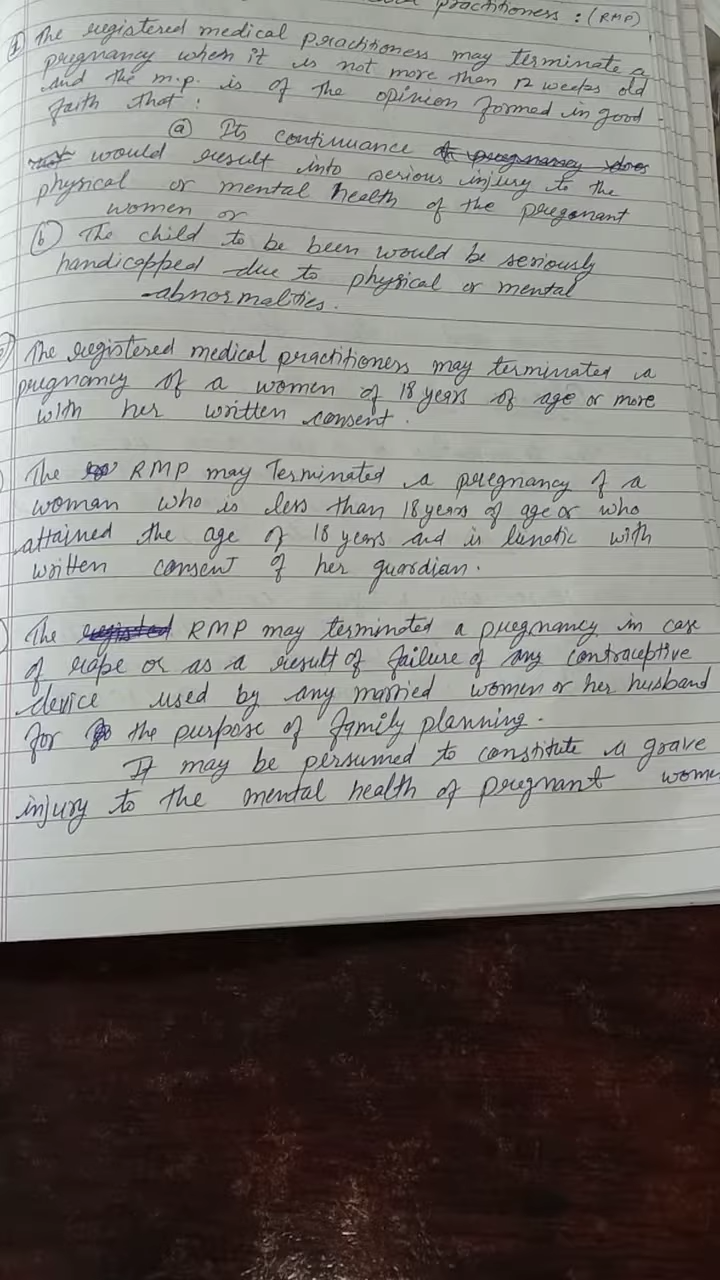 practitioners : (RMP)
① The registered medical practitioners may terminate a
pregnancy when it is not more than 12 weeks old
and the m.p. is of the opinion formed in good
faith that :
ⓐ Its continuance
would result into serious injury to the
physical or mental health of the pregonant
women or
ⓑ The child to be been would be seriously
handicapped due to physical or mental
abnormalities.
The registered medical practitioners may terminated a
pregnancy of a women of 18 years of age or more
with her written consent.
The RMP may Terminated a pregnancy of a
woman who is less than 18 years of age or who
attained the age of 18 years and is lunatic with
written consent of her guardian.
The RMP may terminated a pregnancy in case
of rape or as a result of failure of any contraceptive
device used by any married women or her husband
for the purpose of family planning.
It may be persumed to constitute a grave
injury to the mental health of pregnant wome